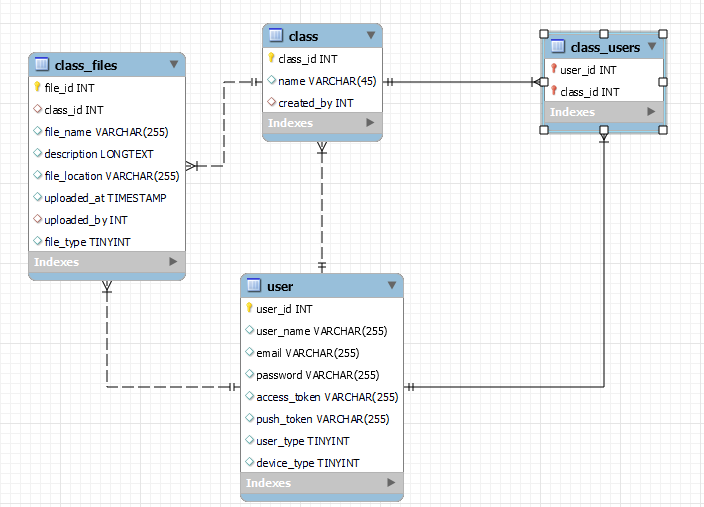 class_files
file_id INT
class_id INT
file_name VARCHAR(255)
description LONGTEXT
file_location VARCHAR(255)
uploaded_at TIMESTAMP
uploaded_by INT
file_type TINYINT
Indexes
class
class_id INT
name VARCHAR(45)
created_by INT
Indexes
class_users
user_id INT
class_id INT
Indexes
user
user_id INT
user_name VARCHAR(255)
email VARCHAR(255)
password VARCHAR(255)
access_token VARCHAR(255)
push_token VARCHAR(255)
user_type TINYINT
device_type TINYINT
Indexes